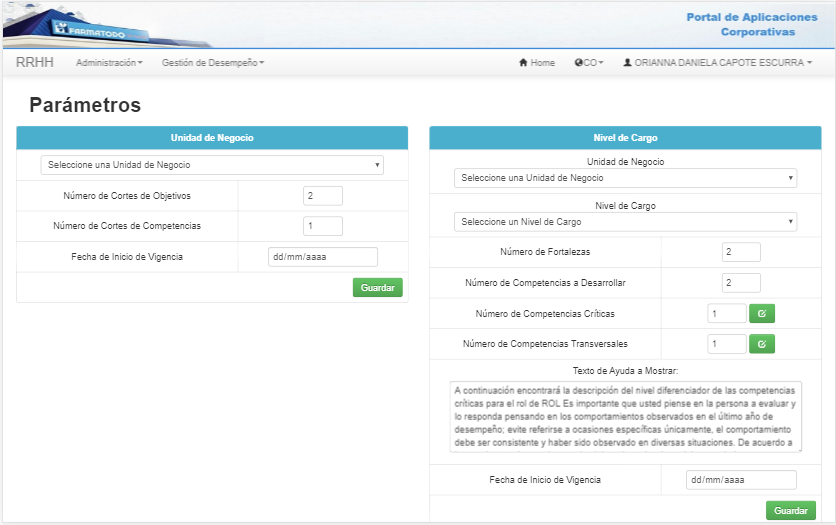 FARMATODO
Portal de Aplicaciones
Corporativas
RRHH
Administración
Gestión de Desempeño
Home
CO
ORIANNA DANIELA CAPOTE ESCURRA
Parámetros
Unidad de Negocio
Seleccione una Unidad de Negocio
Número de Cortes de Objetivos
2
Número de Cortes de Competencias
1
Fecha de Inicio de Vigencia
dd/mm/aaaa
Guardar
Nivel de Cargo
Unidad de Negocio
Seleccione una Unidad de Negocio
Nivel de Cargo
Seleccione un Nivel de Cargo
Número de Fortalezas
2
Número de Competencias a Desarrollar
2
Número de Competencias Críticas
1
Número de Competencias Transversales
1
Texto de Ayuda a Mostrar:
A continuación encontrará la descripción del nivel diferenciador de las competencias
críticas para el rol de ROL Es importante que usted piense en la persona a evaluar y
lo responda pensando en los comportamientos observados en el último año de
desempeño; evite referirse a ocasiones específicas únicamente, el comportamiento
debe ser consistente y haber sido observado en diversas situaciones. De acuerdo a
Fecha de Inicio de Vigencia
dd/mm/aaaa
Guardar